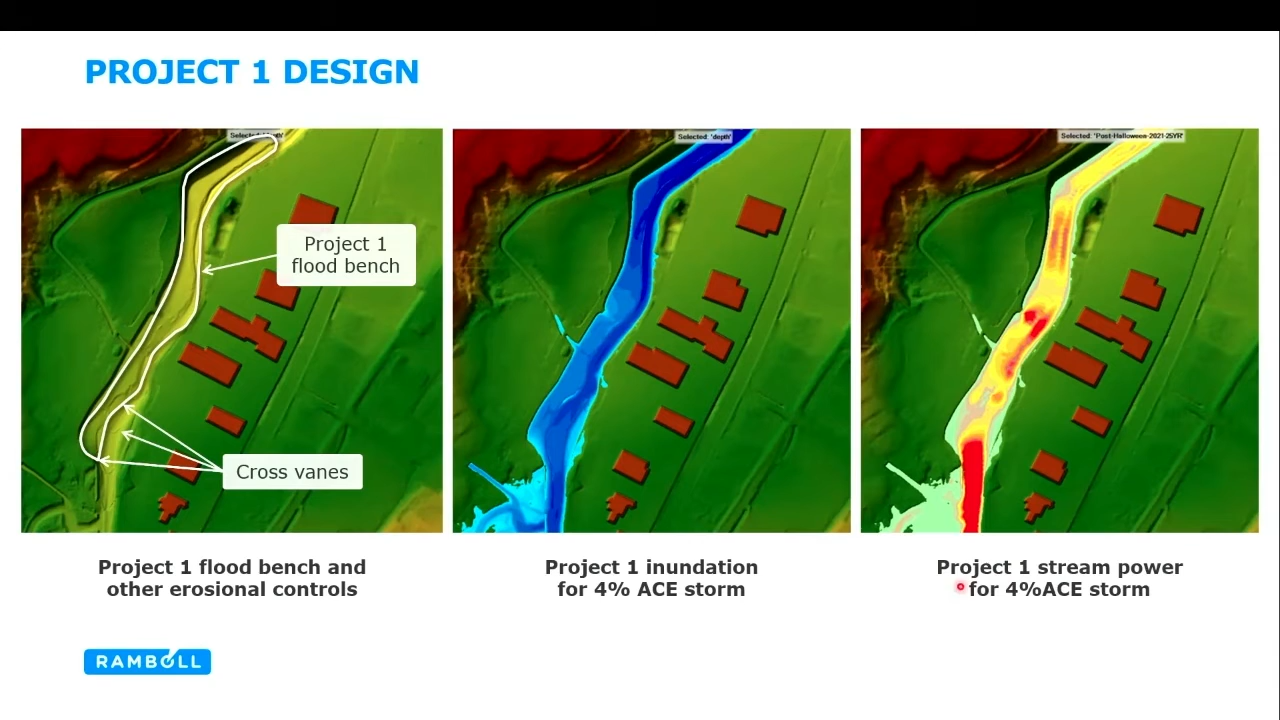 PROJECT 1 DESIGN
Selected: 'depth'
Selected: 'depth'
Selected: 'Post-Halloween-2021-25YR'
Project 1
flood bench
Cross vanes
Project 1 flood bench and
other erosional controls
Project 1 inundation
for 4% ACE storm
Project 1 stream power
for 4%ACE storm
RAMBOLL